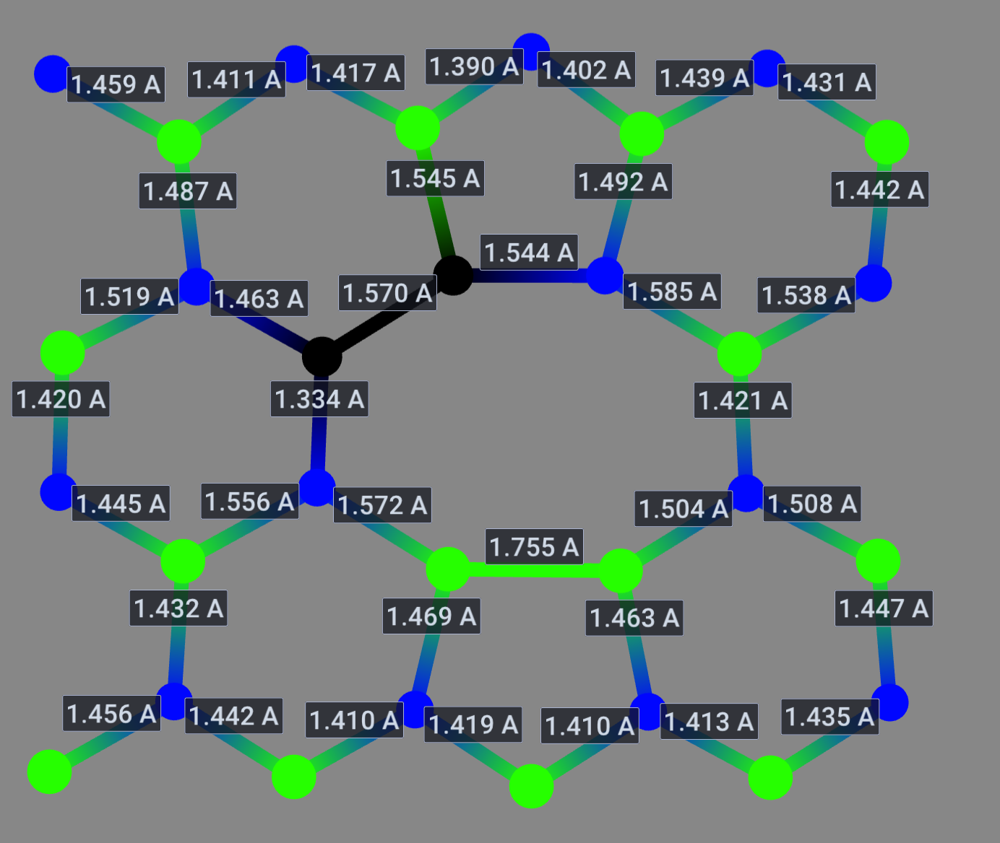 1.459 A
1.411 A
1.417 A
1.390 A
1.402 A
1.439 A
1.431 A
1.487 A
1.545 A
1.492 A
1.442 A
1.544 A
1.519 A
1.463 A
1.570 A
1.585 A
1.538 A
1.420 A
1.334 A
1.421 A
1.445 A
1.556 A
1.572 A
1.504 A
1.508 A
1.755 A
1.432 A
1.469 A
1.463 A
1.447 A
1.456 A
1.442 A
1.410 A
1.419 A
1.410 A
1.413 A
1.435 A